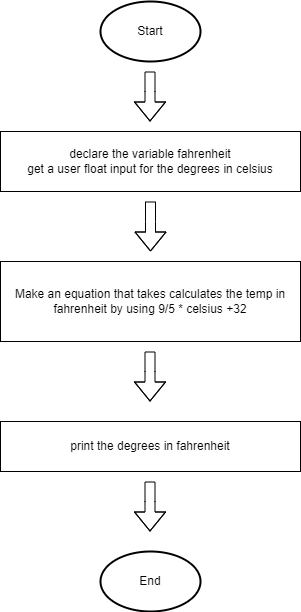 Start
declare the variable fahrenheit
get a user float input for the degrees in celsius
Make an equation that takes calculates the temp in
fahrenheit by using 9/5 * celsius +32
print the degrees in fahrenheit
End